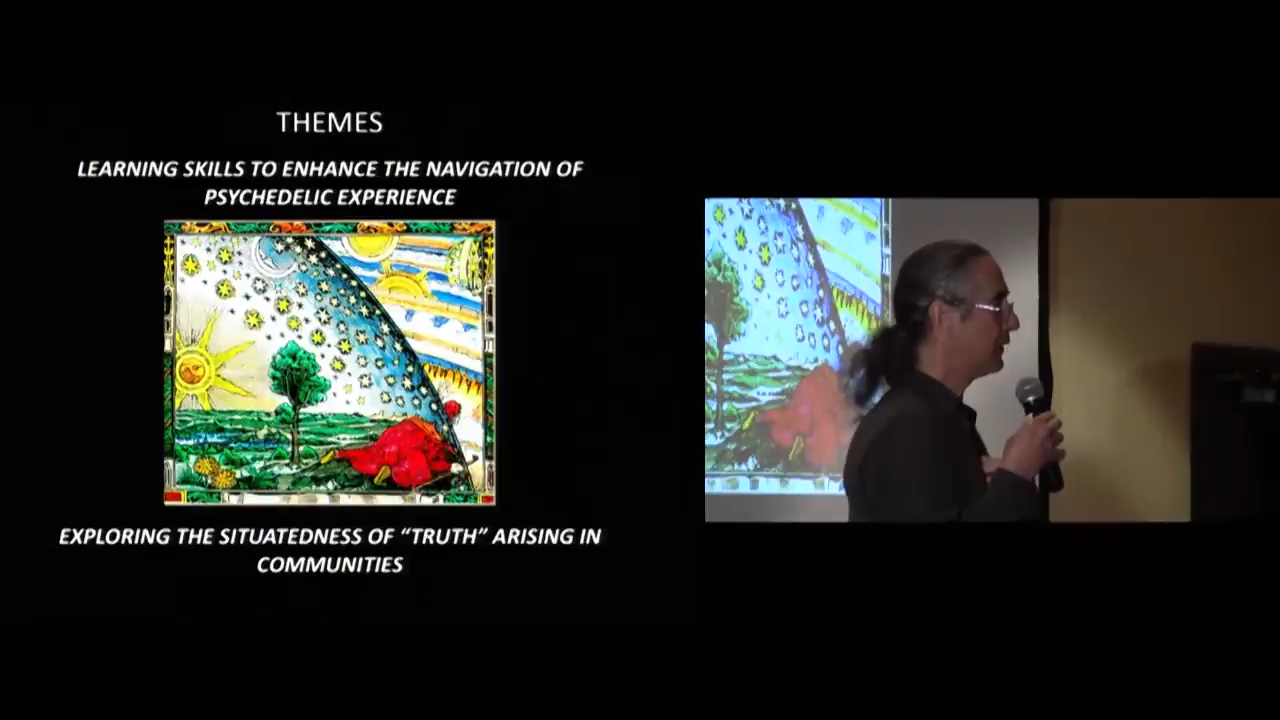 THEMES
LEARNING SKILLS TO ENHANCE THE NAVIGATION OF
PSYCHEDELIC EXPERIENCE
EXPLORING THE SITUATEDNESS OF “TRUTH” ARISING IN
COMMUNITIES